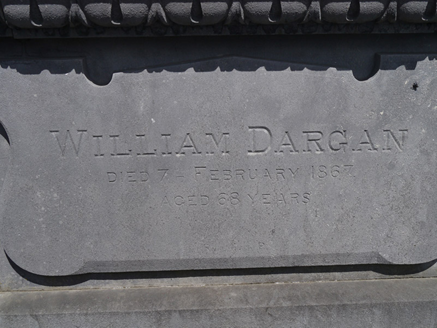 WILLIAM DARGAN
DIED 7TH FEBRUARY 1867
AGED 68 YEARS